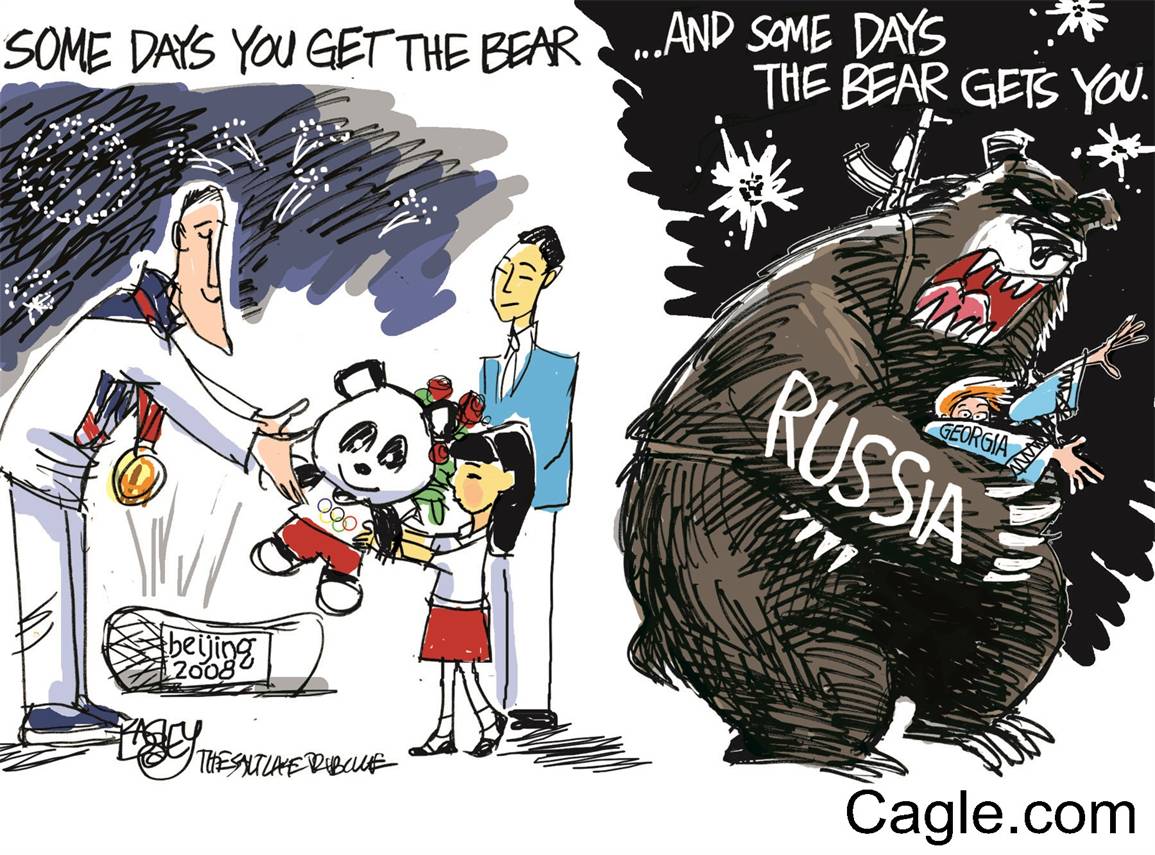 SOME DAYS YOU GET THE BEAR
...AND SOME DAYS
THE BEAR GETS YOU.
GEORGIA
RUSSIA
beijing
2008
BAGLEY
THE SALT LAKE TRIBUNE
Cagle.com